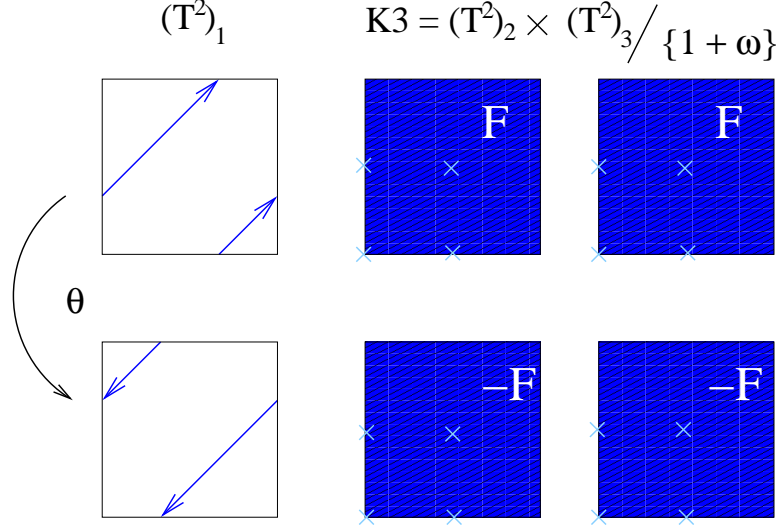 (T²)₁ K3 = (T²)₂ × (T²)₃ / {1 + ω}
F F
θ
−F −F